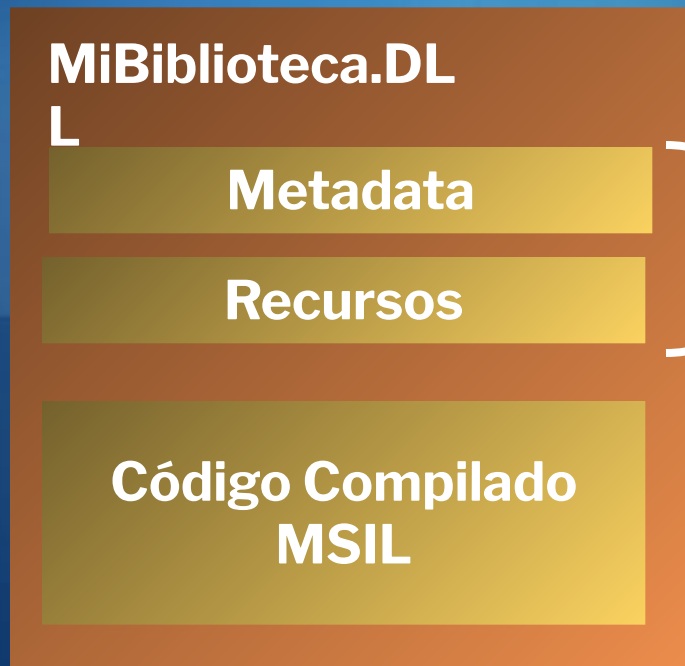 MiBiblioteca.DL
L
Metadata
Recursos
Código Compilado
MSIL